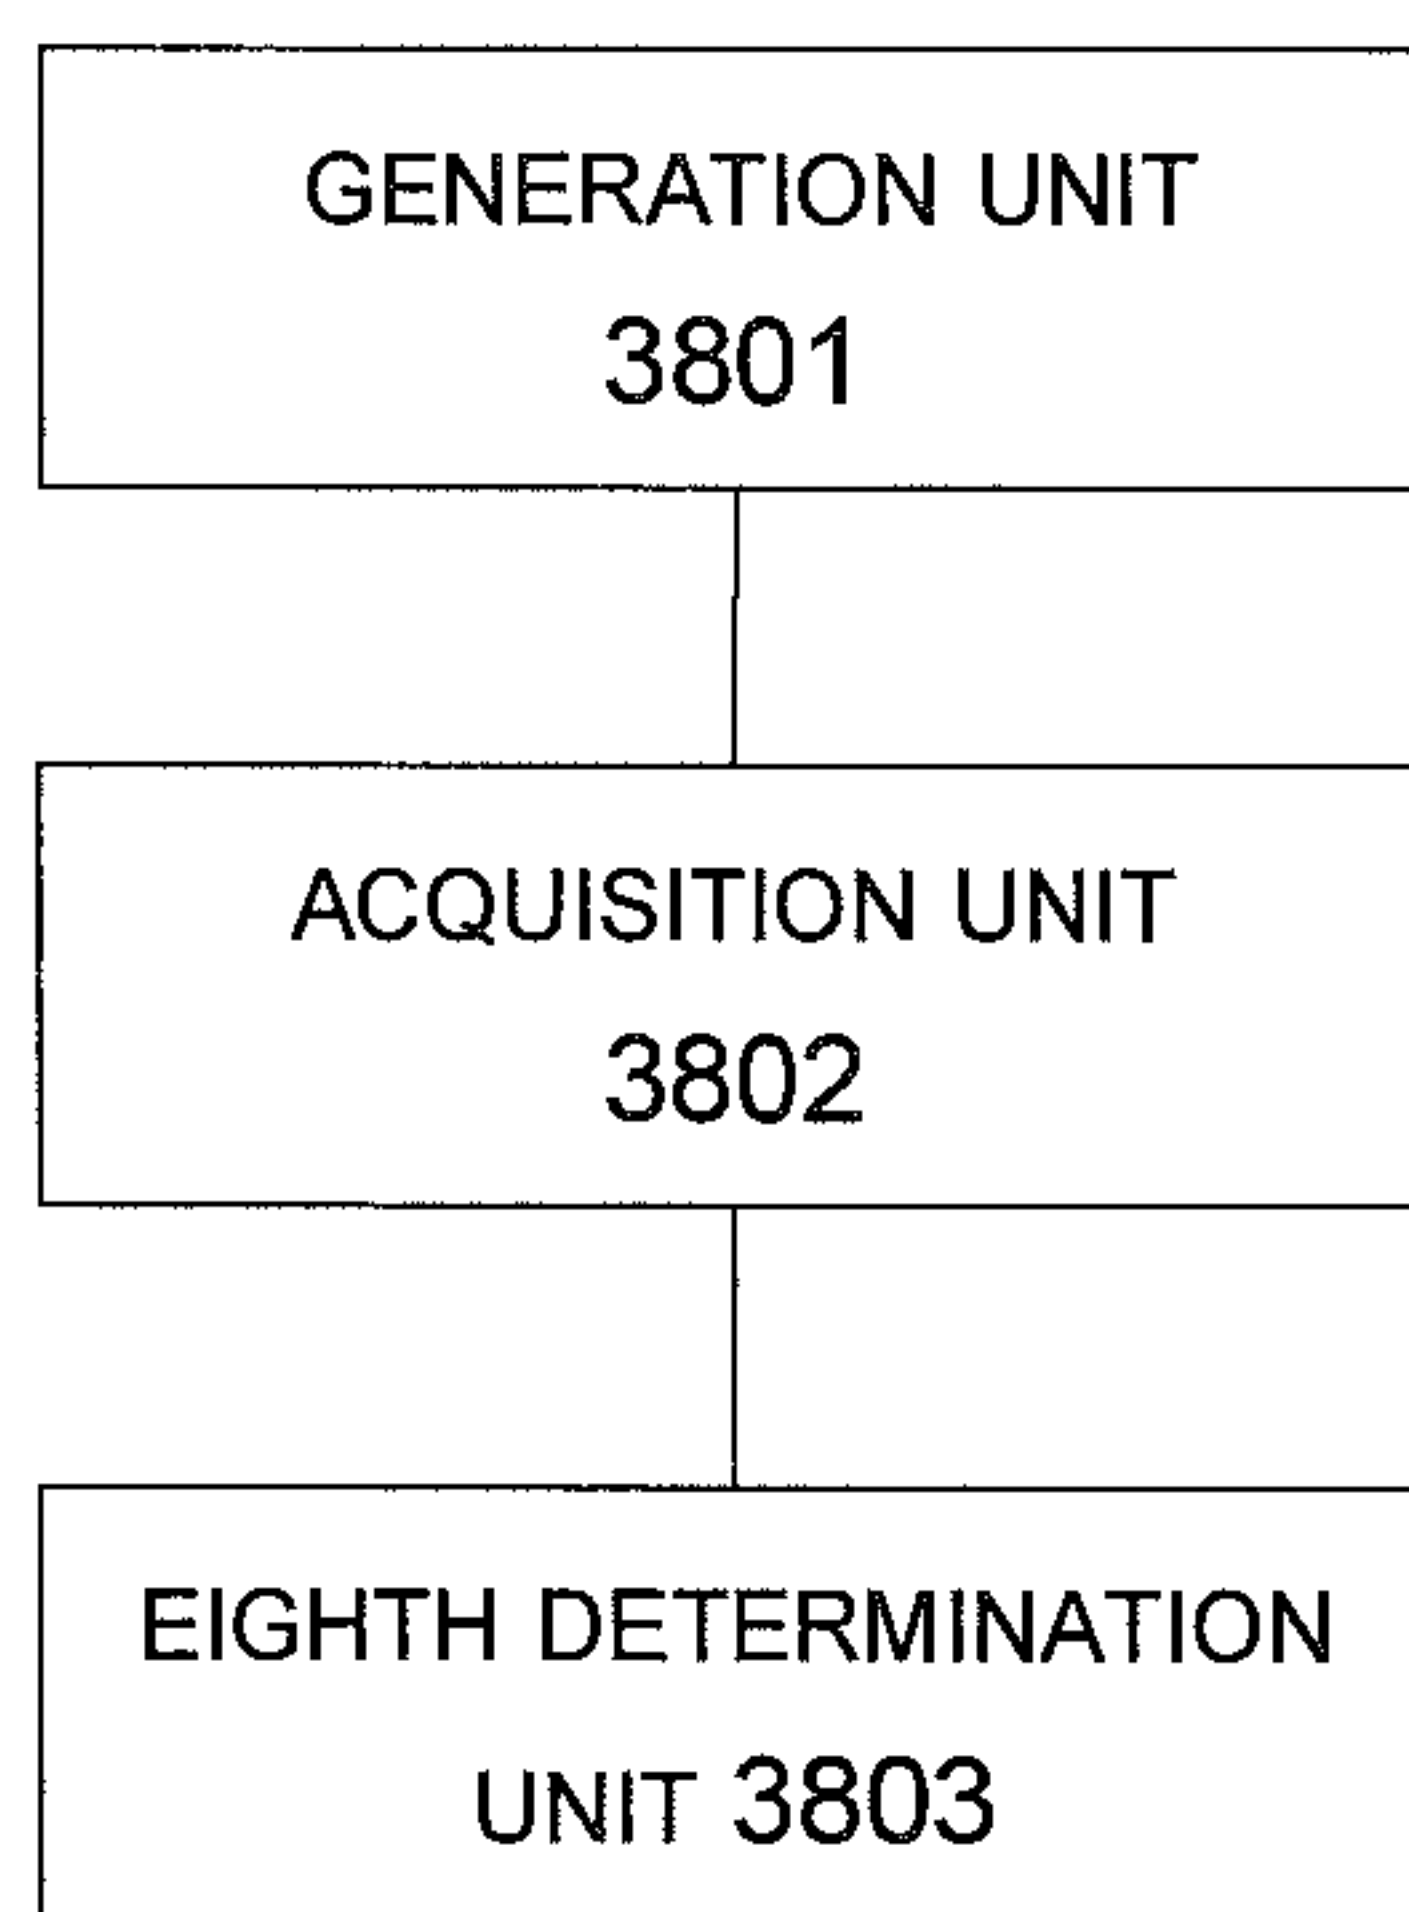 GENERATION UNIT
3801
ACQUISITION UNIT
3802
EIGHTH DETERMINATION
UNIT 3803